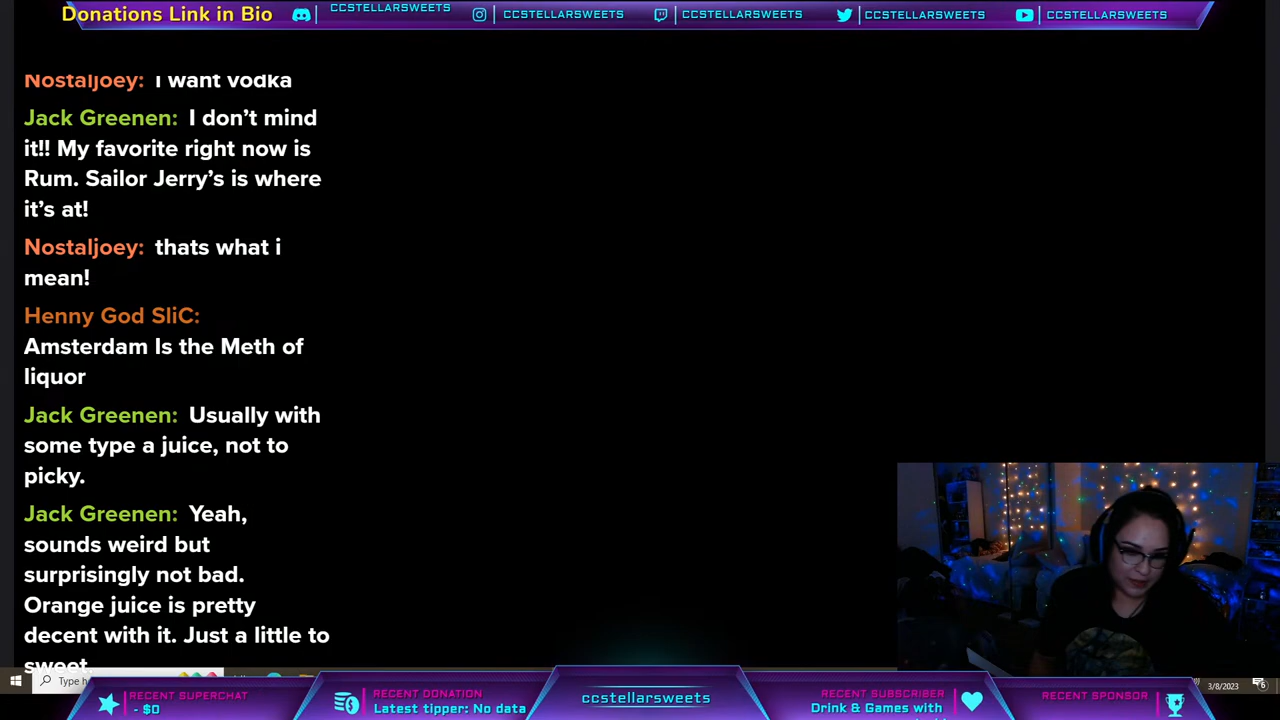 Donations Link in Bio
CCSTELLARSWEETS
CCSTELLARSWEETS
CCSTELLARSWEETS
CCSTELLARSWEETS
CCSTELLARSWEETS
Nostaljoey: i want vodka
Jack Greenen: I don’t mind
it!! My favorite right now is
Rum. Sailor Jerry’s is where
it’s at!
Nostaljoey: thats what i
mean!
Henny God SliC:
Amsterdam Is the Meth of
liquor
Jack Greenen: Usually with
some type a juice, not to
picky.
Jack Greenen: Yeah,
sounds weird but
surprisingly not bad.
Orange juice is pretty
decent with it. Just a little to
sweet.
Type h
3/8/2023
6
RECENT SUPERCHAT
- $0
RECENT DONATION
Latest tipper: No data
ccstellarsweets
RECENT SUBSCRIBER
Drink & Games with
RECENT SPONSOR